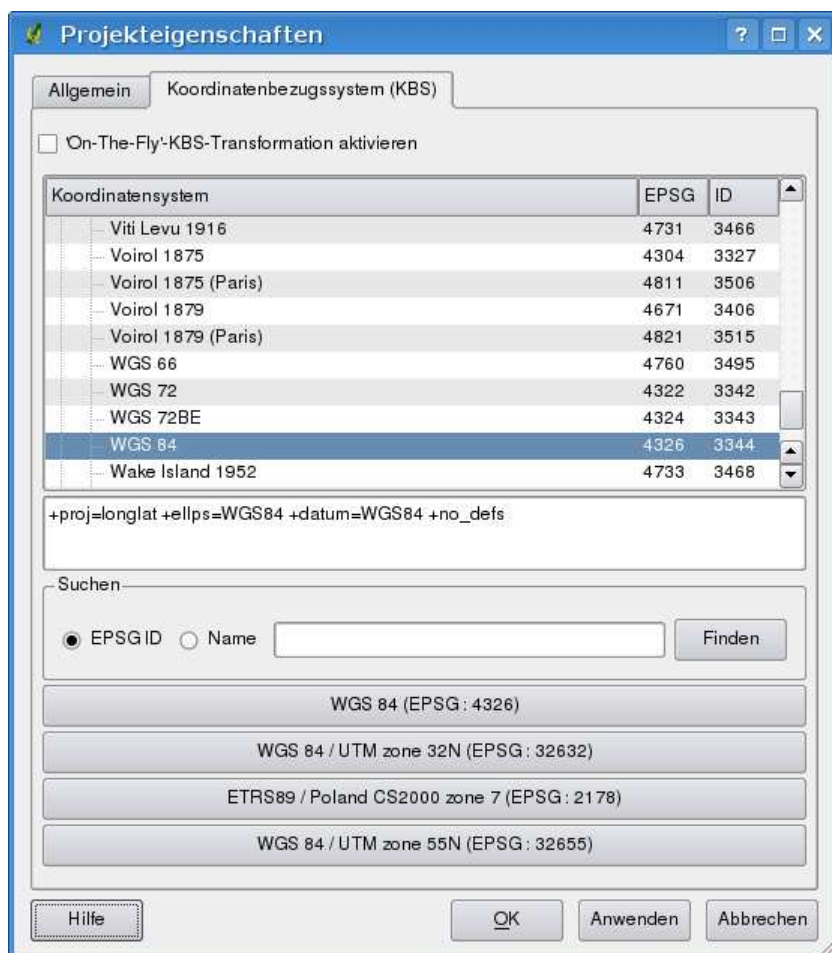 Projekteigenschaften
Allgemein Koordinatenbezugssystem (KBS)
'On-The-Fly'-KBS-Transformation aktivieren
Koordinatensystem EPSG ID
Viti Levu 1916 4731 3466
Voirol 1875 4304 3327
Voirol 1875 (Paris) 4811 3506
Voirol 1879 4671 3406
Voirol 1879 (Paris) 4821 3515
WGS 66 4760 3495
WGS 72 4322 3342
WGS 72BE 4324 3343
WGS 84 4326 3344
Wake Island 1952 4733 3468
+proj=longlat +ellps=WGS84 +datum=WGS84 +no_defs
Suchen
EPSG ID Name Finden
WGS 84 (EPSG : 4326)
WGS 84 / UTM zone 32N (EPSG : 32632)
ETRS89 / Poland CS2000 zone 7 (EPSG : 2178)
WGS 84 / UTM zone 55N (EPSG : 32655)
Hilfe OK Anwenden Abbrechen